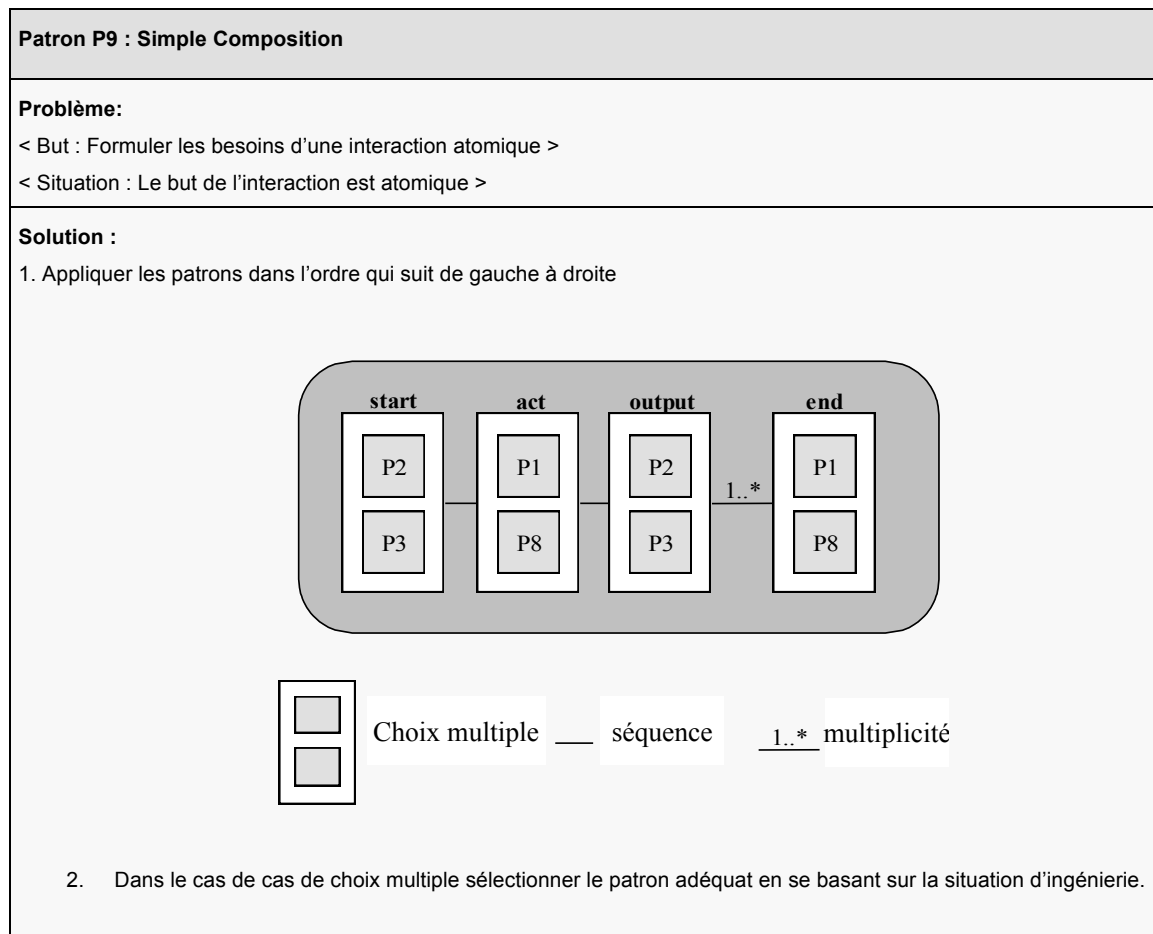 Patron P9 : Simple Composition
Problème:
< But : Formuler les besoins d'une interaction atomique >
< Situation : Le but de l'interaction est atomique >
Solution :
1. Appliquer les patrons dans l'ordre qui suit de gauche à droite
start act output end
P2 P1 P2 P1
1..*
P3 P8 P3 P8
Choix multiple séquence 1..* multiplicité
2. Dans le cas de cas de choix multiple sélectionner le patron adéquat en se basant sur la situation d'ingénierie.